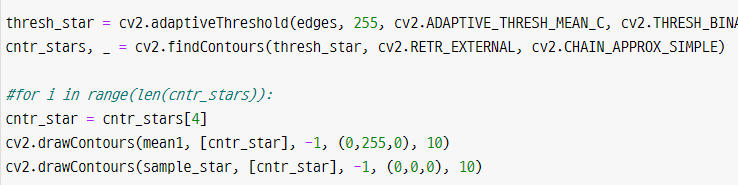 thresh_star = cv2.adaptiveThreshold(edges, 255, cv2.ADAPTIVE_THRESH_MEAN_C, cv2.THRESH_BINA
cntr_stars, _ = cv2.findContours(thresh_star, cv2.RETR_EXTERNAL, cv2.CHAIN_APPROX_SIMPLE)
#for i in range(len(cntr_stars)):
cntr_star = cntr_stars[4]
cv2.drawContours(mean1, [cntr_star], -1, (0,255,0), 10)
cv2.drawContours(sample_star, [cntr_star], -1, (0,0,0), 10)